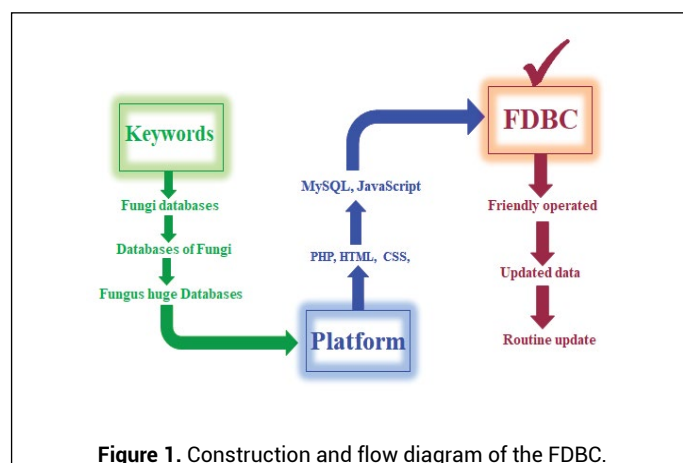 Keywords
Fungi databases
Databases of Fungi
Fungus huge Databases
Platform
PHP, HTML, CSS,
MySQL, JavaScript
FDBC
Friendly operated
Updated data
Routine update
Figure 1. Construction and flow diagram of the FDBC.